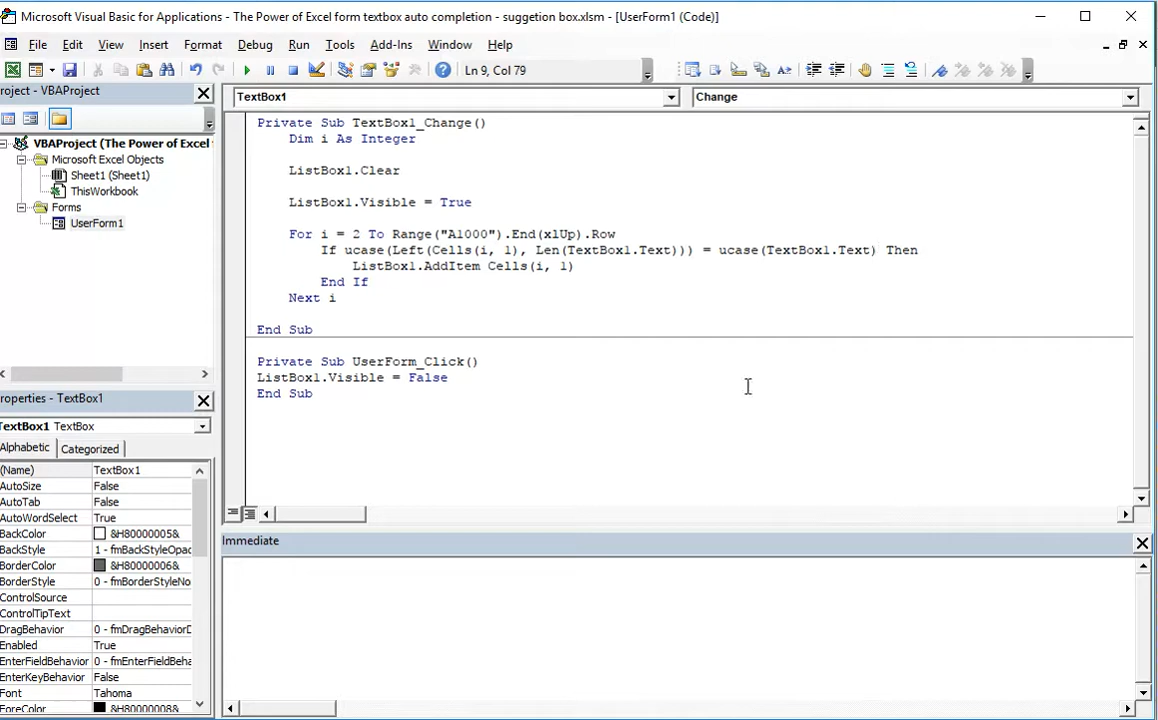 Microsoft Visual Basic for Applications - The Power of Excel form textbox auto completion - suggetion box.xlsm - [UserForm1 (Code)]
File Edit View Insert Format Debug Run Tools Add-Ins Window Help
Ln 9, Col 79
roject - VBAProject
TextBox1 Change
VBAProject (The Power of Excel
Microsoft Excel Objects
Sheet1 (Sheet1)
ThisWorkbook
Forms
UserForm1
Private Sub TextBox1_Change()
Dim i As Integer
ListBox1.Clear
ListBox1.Visible = True
For i = 2 To Range("A1000").End(xlUp).Row
If ucase(Left(Cells(i, 1), Len(TextBox1.Text))) = ucase(TextBox1.Text) Then
ListBox1.AddItem Cells(i, 1)
End If
Next i
End Sub
Private Sub UserForm_Click()
ListBox1.Visible = False
End Sub
roperties - TextBox1
TextBox1 TextBox
Alphabetic Categorized
(Name) TextBox1
AutoSize False
AutoTab False
AutoWordSelect True
BackColor &H80000005&
BackStyle 1 - fmBackStyleOpac
BorderColor &H80000006&
BorderStyle 0 - fmBorderStyleNo
ControlSource
ControlTipText
DragBehavior 0 - fmDragBehaviorD
Enabled True
EnterFieldBehavior 0 - fmEnterFieldBeha
EnterKeyBehavior False
Font Tahoma
ForeColor &H80000008&
Immediate